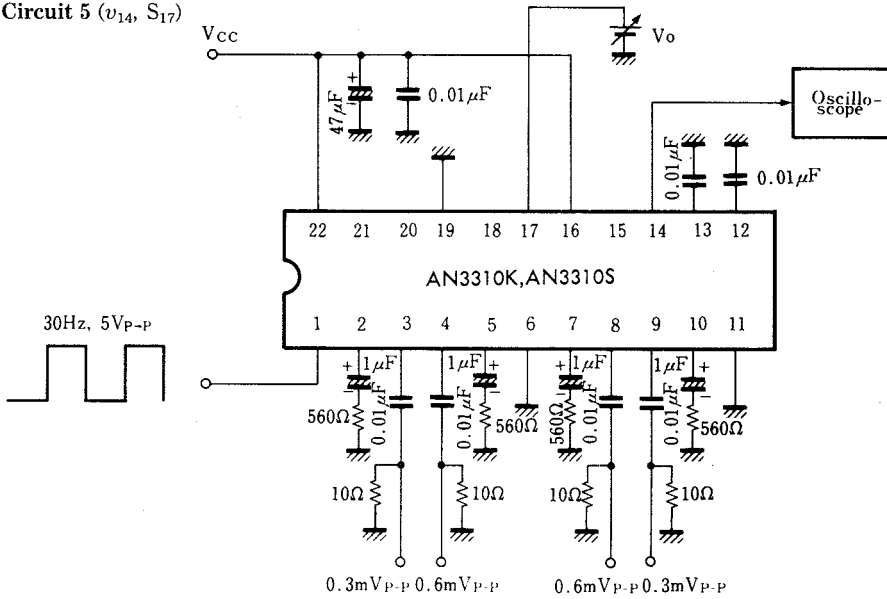 Circuit 5 (v14, S17)
Vcc
Vo
47μF
0.01μF
Oscillo-
scope
0.01μF
0.01μF
22 21 20 19 18 17 16 15 14 13 12
AN3310K,AN3310S
30Hz, 5VP-P
1 2 3 4 5 6 7 8 9 10 11
+ 1μF 1μF + + 1μF 1μF +
- - - -
0.01μF 0.01μF 0.01μF 0.01μF
560Ω 560Ω 560Ω 560Ω
10Ω 10Ω 10Ω 10Ω
0.3mVP-P 0.6mVP-P 0.6mVP-P 0.3mVP-P